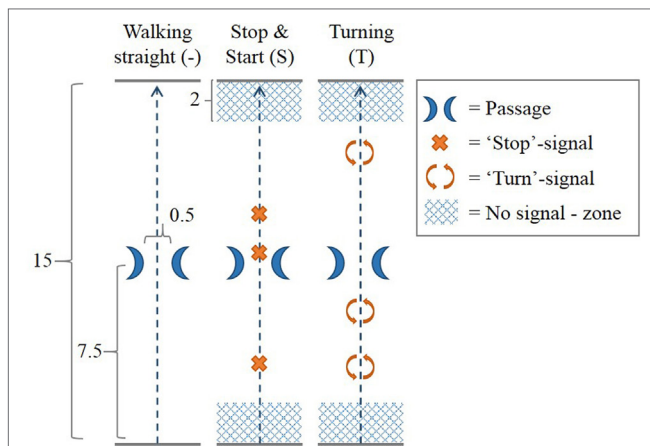 Walking
straight (-)
Stop &
Start (S)
Turning
(T)
2
0.5
15
7.5
= Passage
= ‘Stop’-signal
= ‘Turn’-signal
= No signal - zone